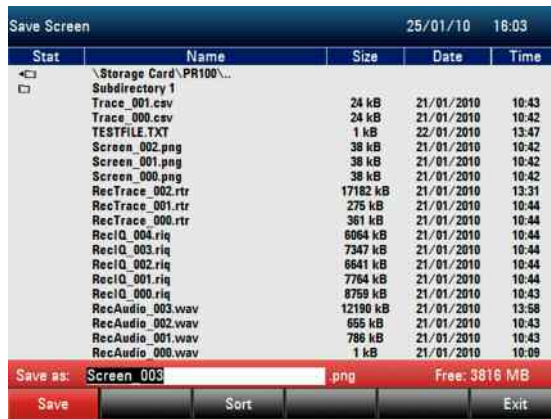 Save Screen 25/01/10 16:03
Stat Name Size Date Time
\Storage Card\PR100\...
Subdirectory 1
Trace_001.csv 24 kB 21/01/2010 10:43
Trace_000.csv 24 kB 21/01/2010 10:42
TESTFILE.TXT 1 kB 22/01/2010 13:47
Screen_002.png 38 kB 21/01/2010 10:42
Screen_001.png 38 kB 21/01/2010 10:42
Screen_000.png 38 kB 21/01/2010 10:42
RecTrace_002.rtr 17182 kB 21/01/2010 13:31
RecTrace_001.rtr 275 kB 21/01/2010 10:44
RecTrace_000.rtr 361 kB 21/01/2010 10:44
RecIQ_004.riq 6064 kB 21/01/2010 10:44
RecIQ_003.riq 7347 kB 21/01/2010 10:44
RecIQ_002.riq 6641 kB 21/01/2010 10:44
RecIQ_001.riq 7764 kB 21/01/2010 10:44
RecIQ_000.riq 8759 kB 21/01/2010 10:43
RecAudio_003.wav 12190 kB 21/01/2010 13:58
RecAudio_002.wav 655 kB 21/01/2010 10:43
RecAudio_001.wav 786 kB 21/01/2010 10:43
RecAudio_000.wav 1 kB 21/01/2010 10:09
Save as: Screen_003 .png Free: 3816 MB
Save Sort Exit